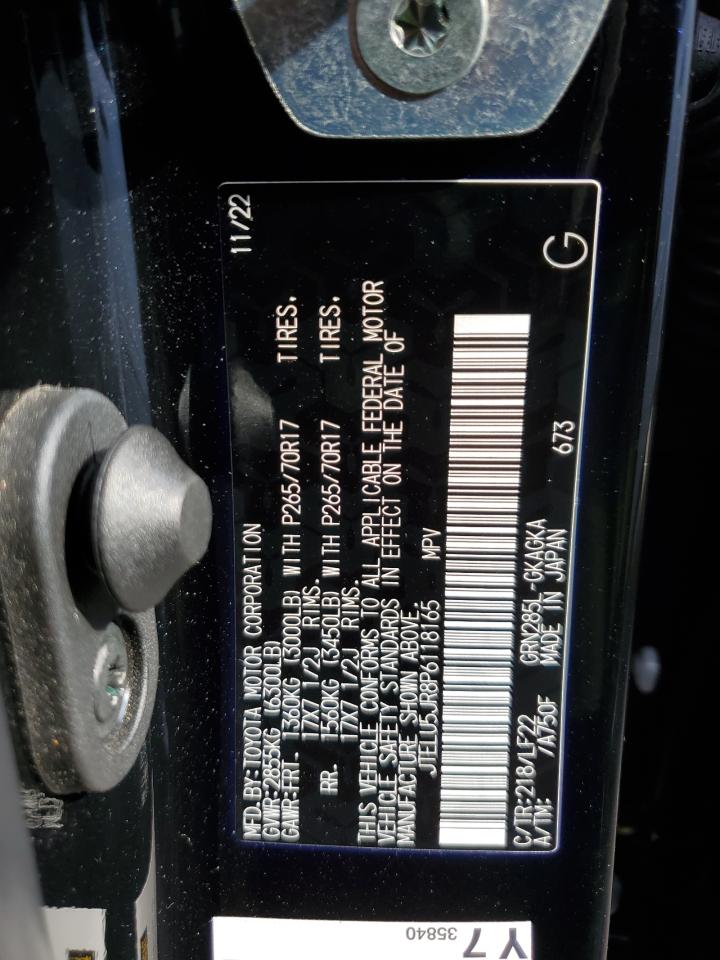 MFD.BY:TOYOTA MOTOR CORPORATION 11/22
GVWR:2855KG (6300LB)
GAWR:FRT. 1360KG (3000LB) WITH P265/70R17 TIRES,
17X7 1/2J RIMS.
RR. 1560KG (3450LB) WITH P265/70R17 TIRES,
17X7 1/2J RIMS.
THIS VEHICLE CONFORMS TO ALL APPLICABLE FEDERAL MOTOR
VEHICLE SAFETY STANDARDS IN EFFECT ON THE DATE OF
MANUFACTURE SHOWN ABOVE.
JTELU5JR8P6118165 MPV
C/TR:218/LF22 GRN285L-GKAGKA 673 G
A/TM: /A750F MADE IN JAPAN
35840
Y 7